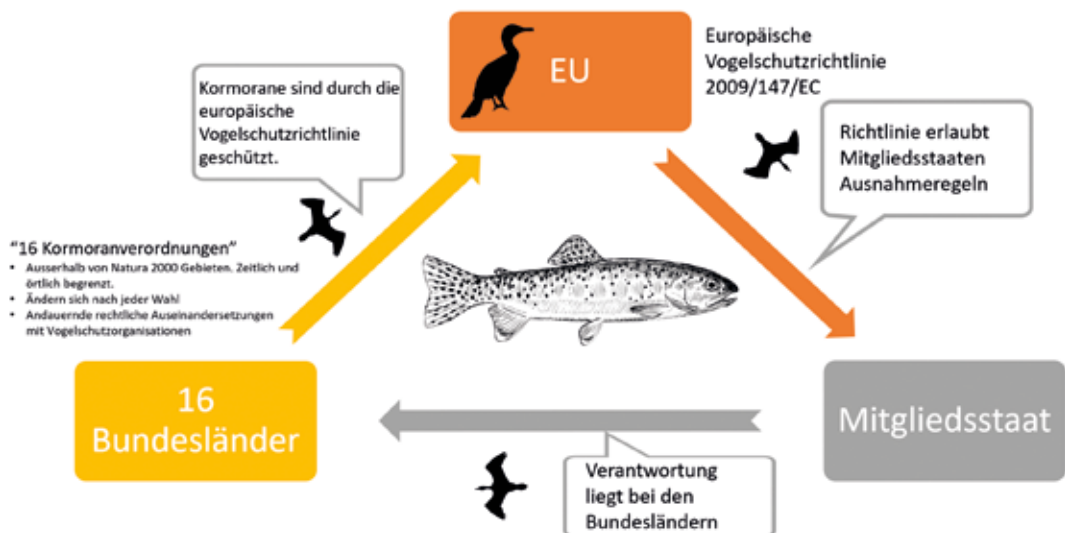 EU
Europäische
Vogelschutzrichtlinie
2009/147/EC
Kormorane sind durch die
europäische
Vogelschutzrichtlinie
geschützt.
Richtlinie erlaubt
Mitgliedsstaaten
Ausnahmeregeln
"16 Kormoranverordnungen"
• Ausserhalb von Natura 2000 Gebieten. Zeitlich und
örtlich begrenzt.
• Ändern sich nach jeder Wahl
• Andauernde rechtliche Auseinandersetzungen
mit Vogelschutzorganisationen
16
Bundesländer
Mitgliedsstaat
Verantwortung
liegt bei den
Bundesländern